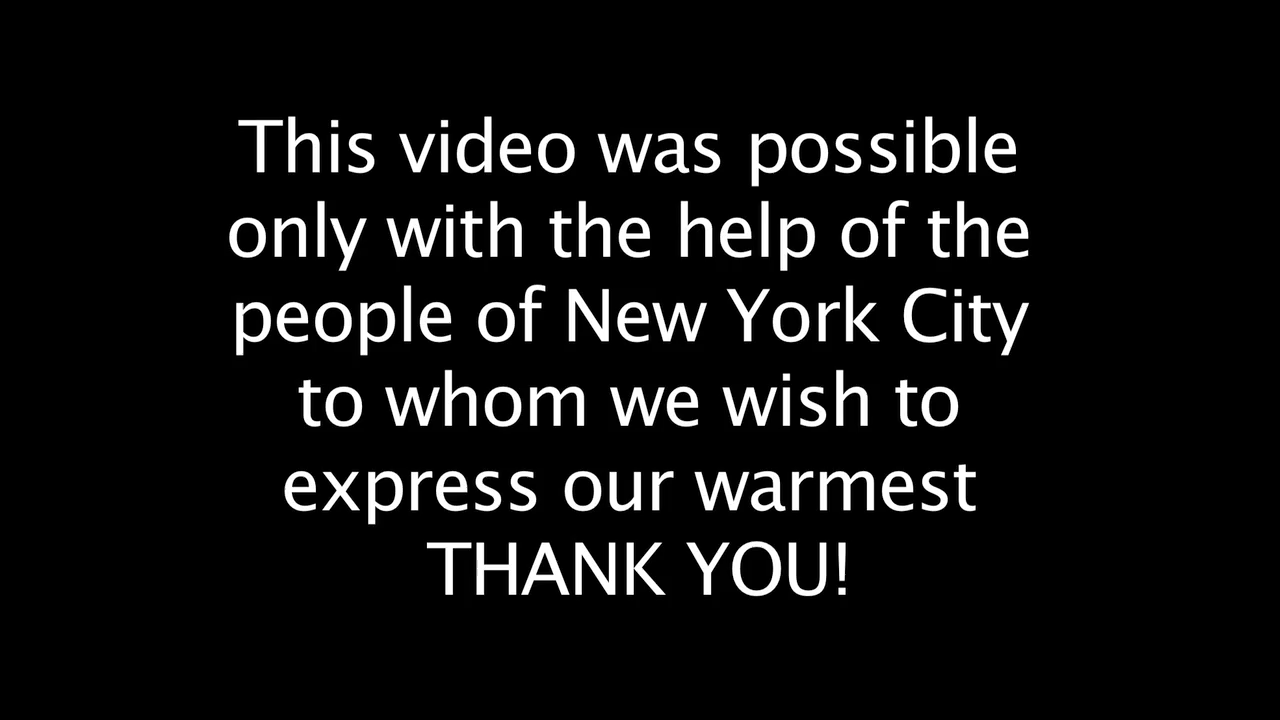 This video was possible
only with the help of the
people of New York City
to whom we wish to
express our warmest
THANK YOU!